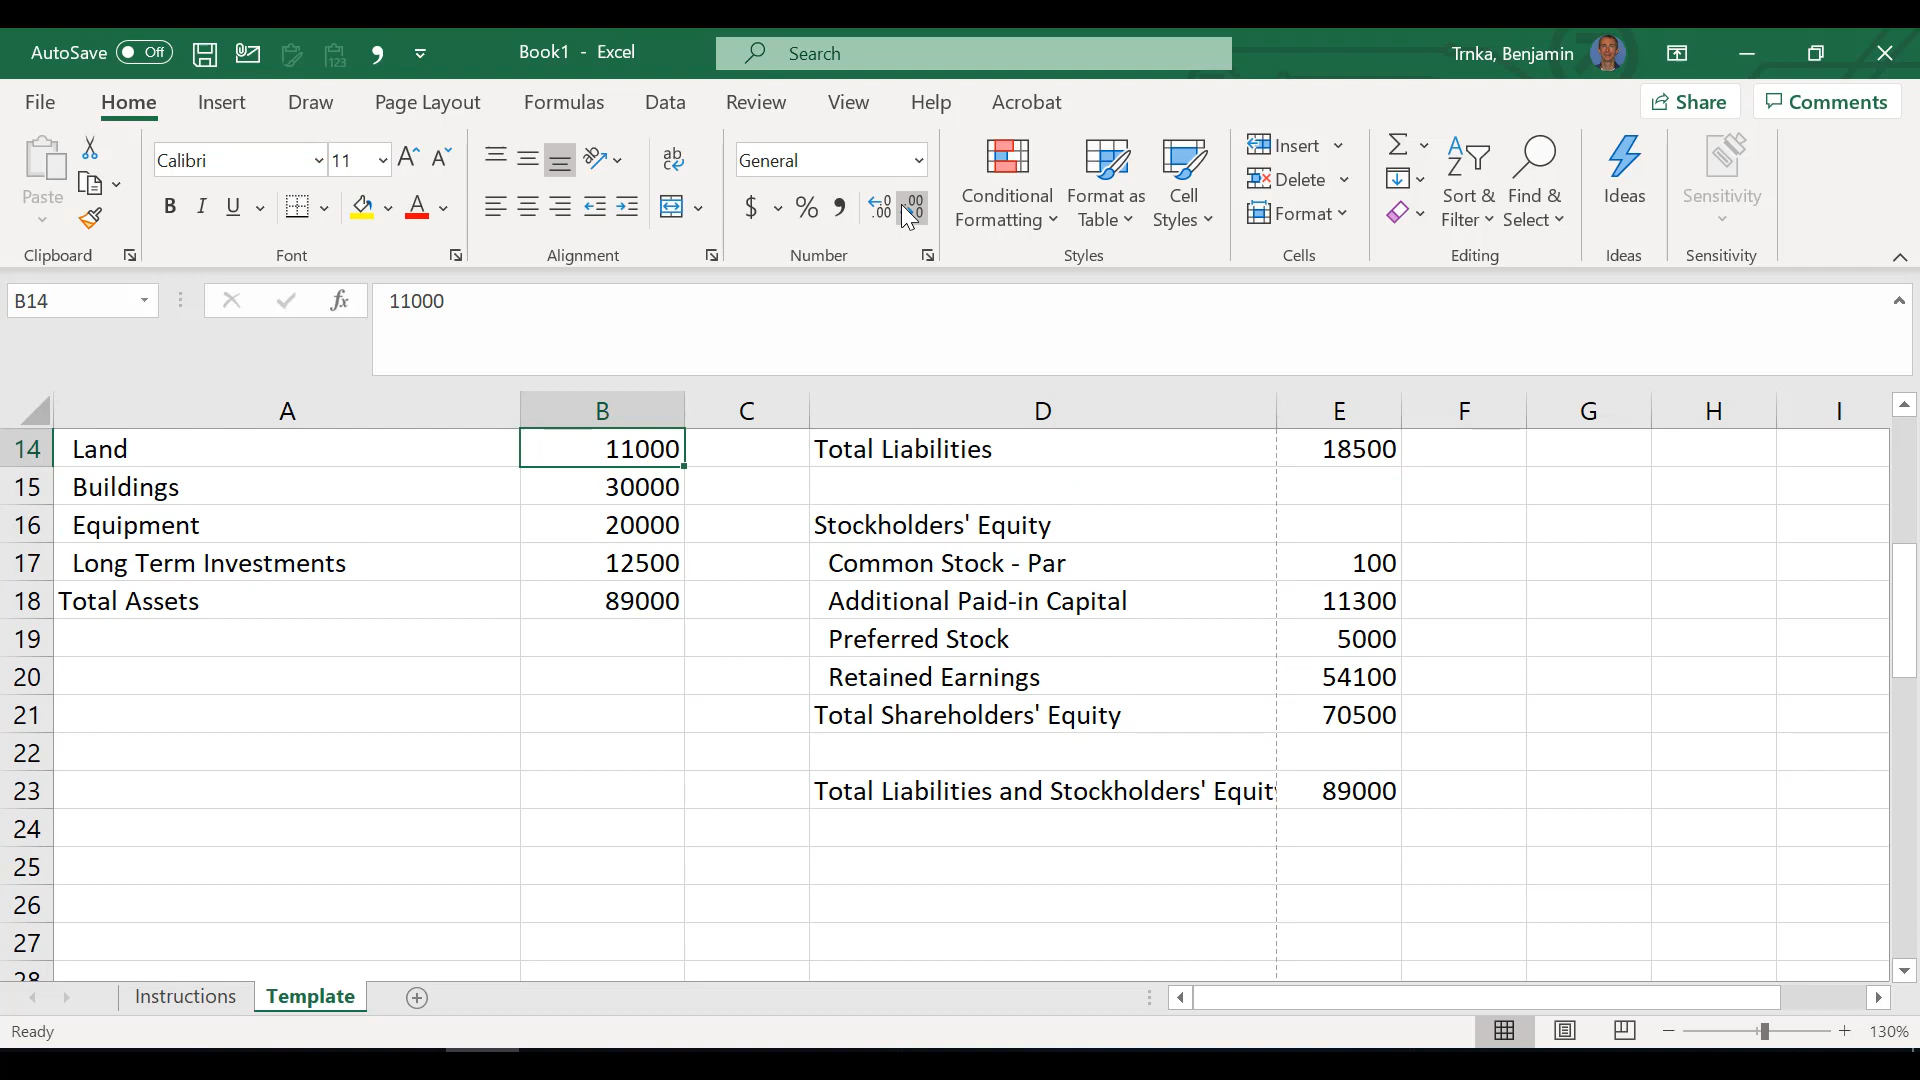 AutoSave Off Book1 - Excel Search Trnka, Benjamin
File Home Insert Draw Page Layout Formulas Data Review View Help Acrobat Share Comments
Paste
Clipboard
Calibri 11
B I U
Font
ab
Alignment
General
$ % ,
Number
Conditional Formatting
Format as Table
Cell Styles
Styles
Insert
Delete
Format
Cells
Sort & Filter
Find & Select
Editing
Ideas
Ideas
Sensitivity
Sensitivity
B14 fx 11000
A B C D E F G H I
14 Land 11000 Total Liabilities 18500
15 Buildings 30000
16 Equipment 20000 Stockholders' Equity
17 Long Term Investments 12500 Common Stock - Par 100
18 Total Assets 89000 Additional Paid-in Capital 11300
19 Preferred Stock 5000
20 Retained Earnings 54100
21 Total Shareholders' Equity 70500
22
23 Total Liabilities and Stockholders' Equity 89000
24
25
26
27
28
Instructions Template
Ready 130%